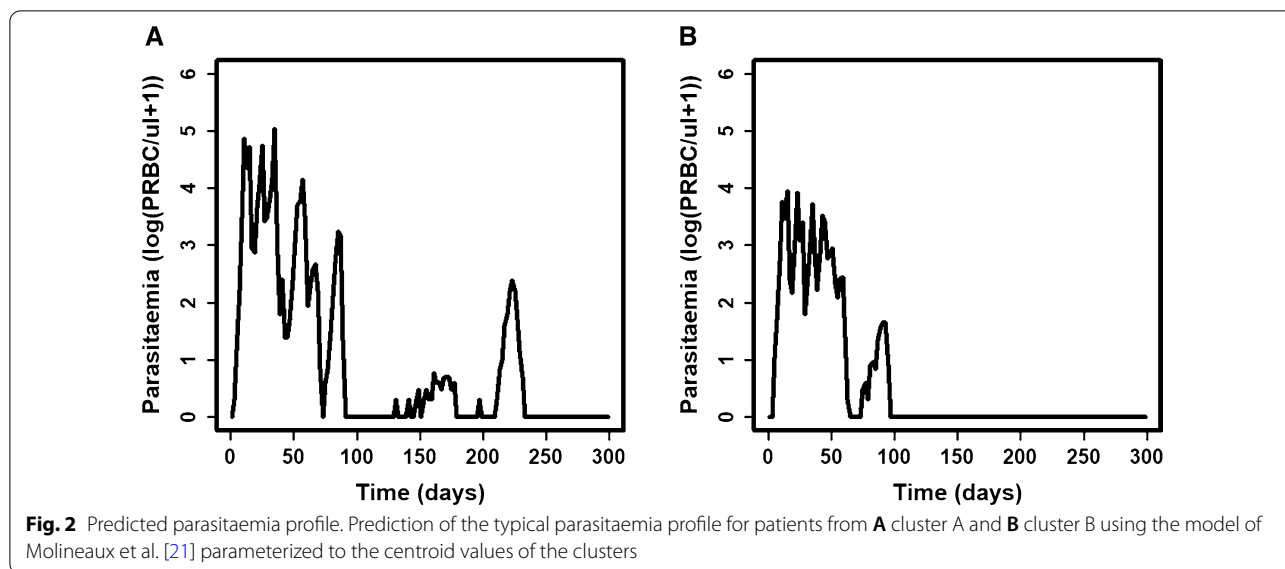 A
B
Parasitaemia (log(PRBC/ul+1))
6
5
4
3
2
1
0
0 50 100 150 200 250 300
Time (days)
Parasitaemia (log(PRBC/ul+1))
6
5
4
3
2
1
0
0 50 100 150 200 250 300
Time (days)
Fig. 2 Predicted parasitaemia profile. Prediction of the typical parasitaemia profile for patients from A cluster A and B cluster B using the model of
Molineaux et al. [21] parameterized to the centroid values of the clusters